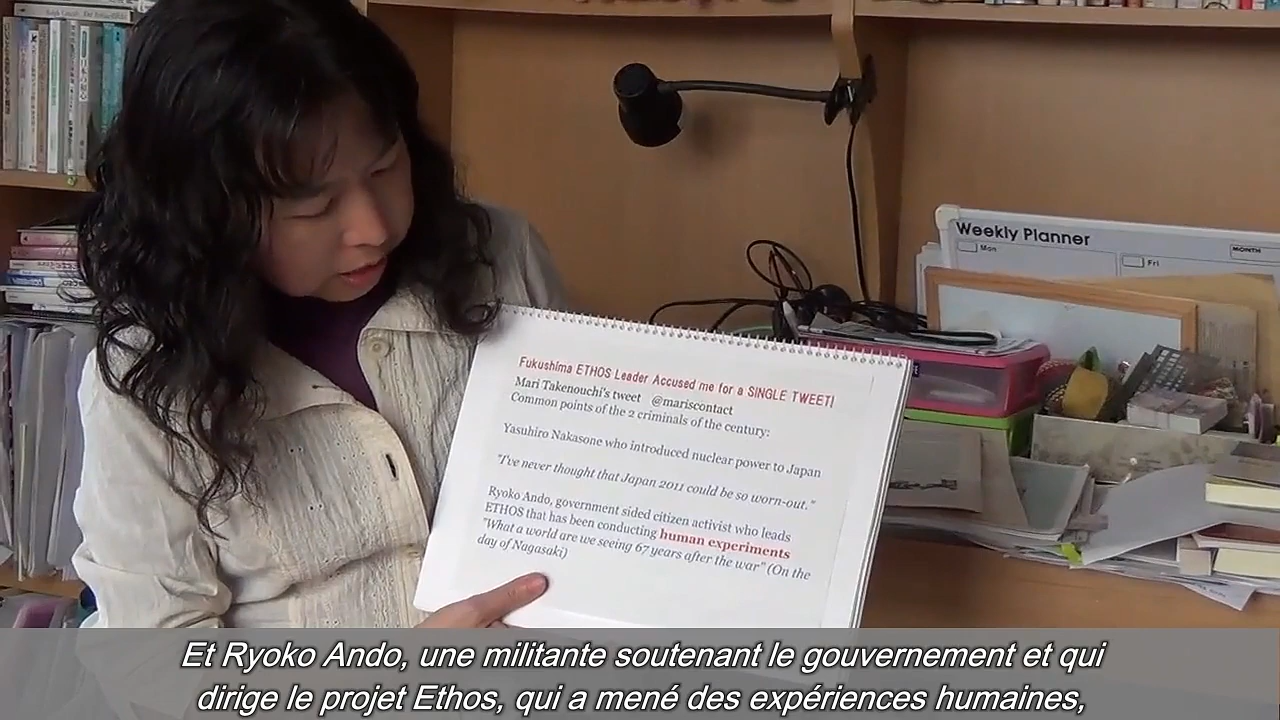 Weekly Planner
MONTH
Mon
Fri
Fukushima ETHOS Leader Accused me for a SINGLE TWEET!
Mari Takenouchi's tweet @mariscontact
Common points of the 2 criminals of the century:
Yasuhiro Nakasone who introduced nuclear power to Japan
"I've never thought that Japan 2011 could be so worn-out."
Ryoko Ando, government sided citizen activist who leads
ETHOS that has been conducting human experiments
"What a world are we seeing 67 years after the war" (On the
day of Nagasaki)
Et Ryoko Ando, une militante soutenant le gouvernement et qui
dirige le projet Ethos, qui a mené des expériences humaines,